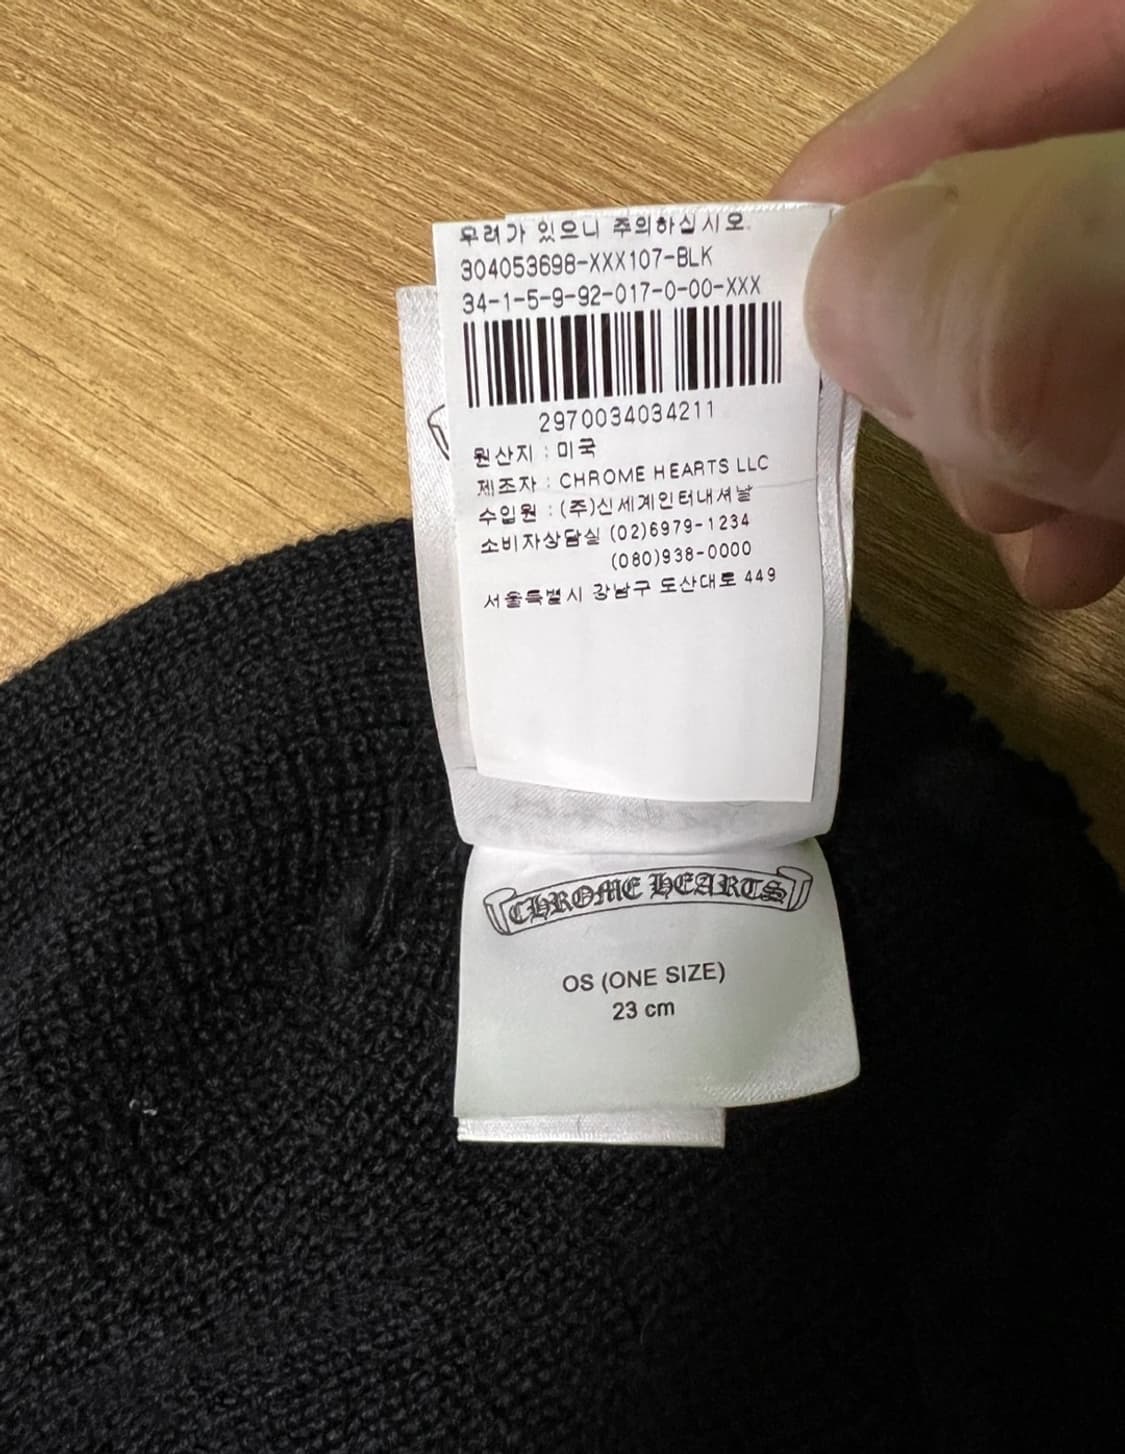 우려가 있으니 주의하십시오.
304053698-XXX107-BLK
34-1-5-9-92-017-0-00-XXX
2970034034211
원산지 : 미국
제조자 : CHROME HEARTS LLC
수입원 : (주)신세계인터내셔날
소비자상담실 (02)6979-1234
(080)938-0000
서울특별시 강남구 도산대로 449
CHROME HEARTS
OS (ONE SIZE)
23 cm